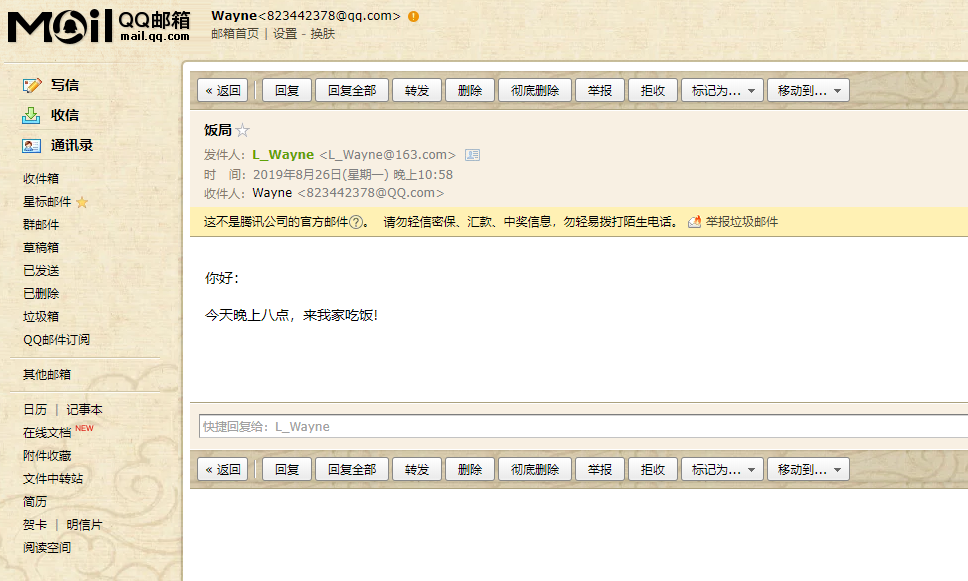 MOil QQ邮箱 mail.qq.com
Wayne<823442378@qq.com>
邮箱首页 | 设置 - 换肤
写信
收信
通讯录
收件箱
星标邮件
群邮件
草稿箱
已发送
已删除
垃圾箱
QQ邮件订阅
其他邮箱
日历 | 记事本
在线文档 NEW
附件收藏
文件中转站
简历
贺卡 | 明信片
阅读空间
« 返回 回复 回复全部 转发 删除 彻底删除 举报 拒收 标记为... 移动到...
饭局
发件人：L_Wayne <L_Wayne@163.com>
时 间：2019年8月26日(星期一) 晚上10:58
收件人：Wayne <823442378@QQ.com>
这不是腾讯公司的官方邮件?。 请勿轻信密保、汇款、中奖信息，勿轻易拨打陌生电话。 举报垃圾邮件
你好：
今天晚上八点，来我家吃饭!
快捷回复给：L_Wayne
« 返回 回复 回复全部 转发 删除 彻底删除 举报 拒收 标记为... 移动到...